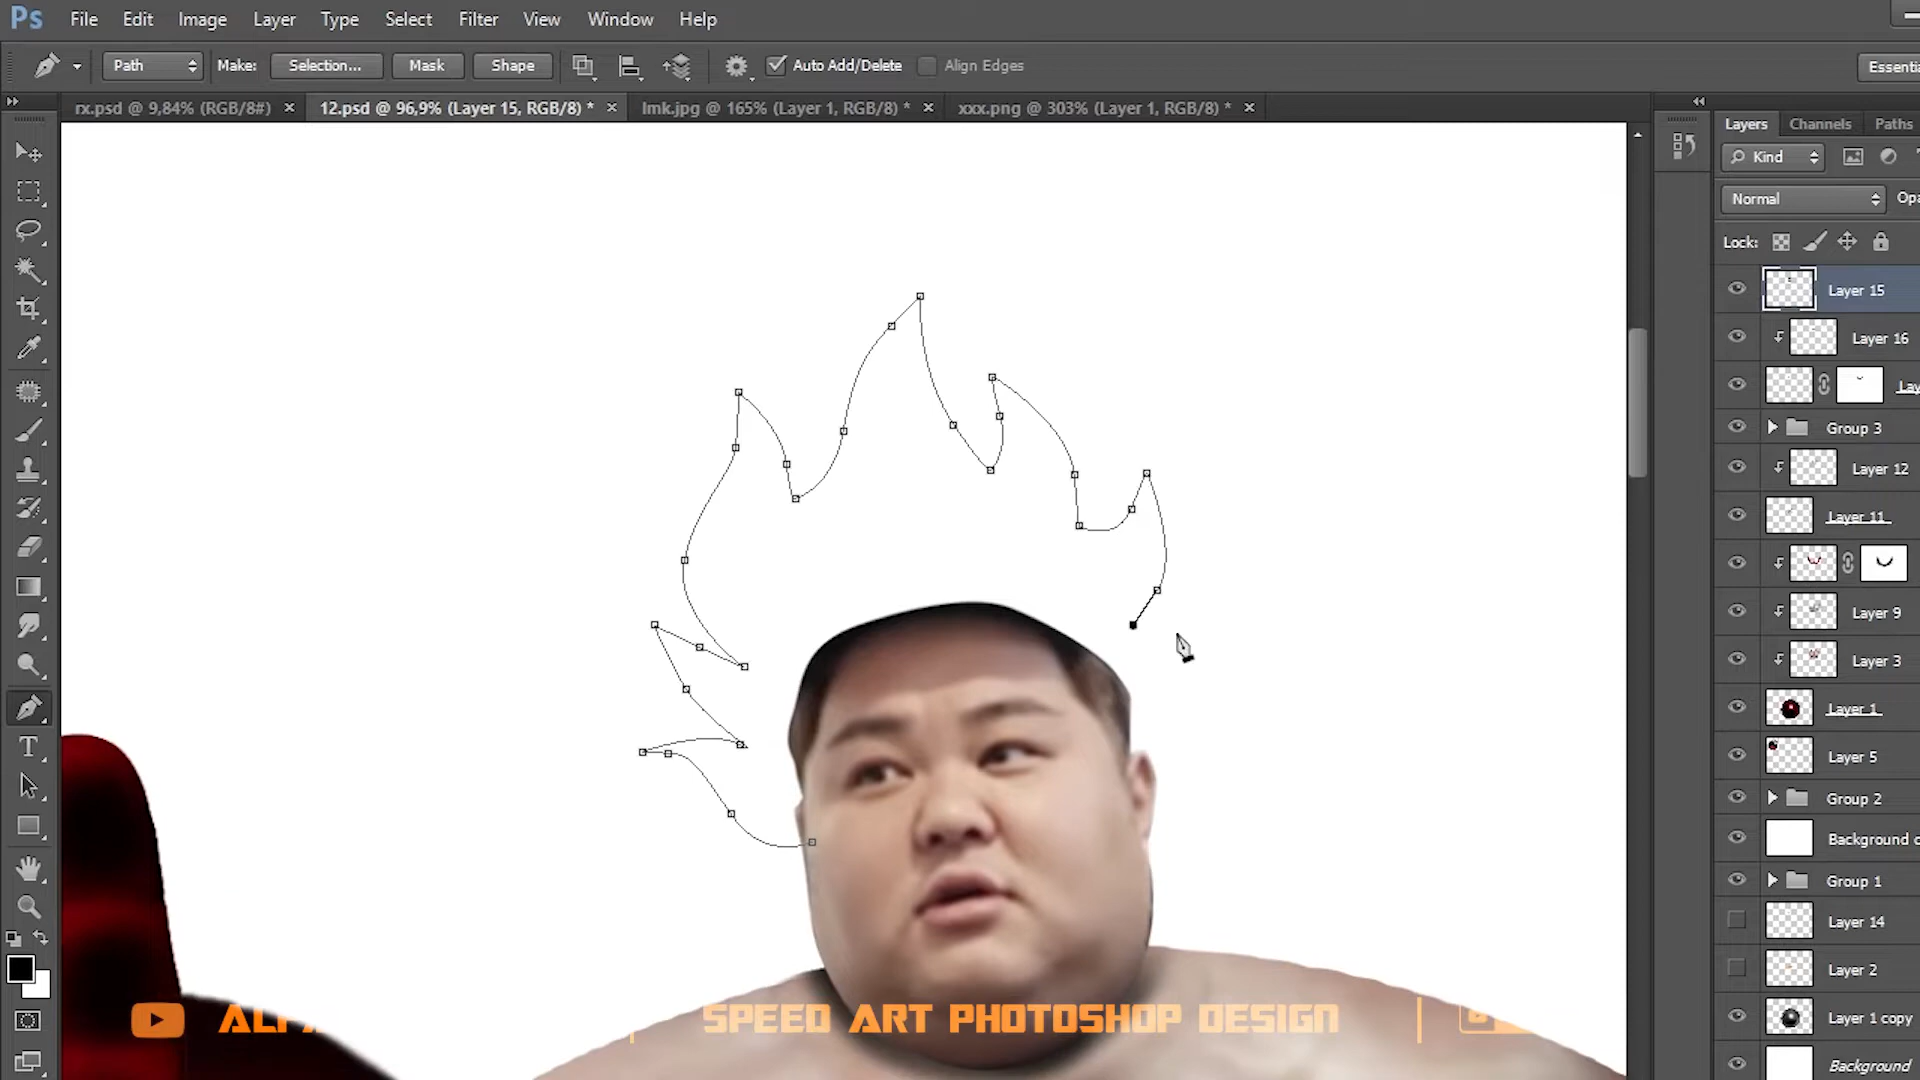 Ps File Edit Image Layer Type Select Filter View Window Help
Path Make: Selection... Mask Shape Auto Add/Delete Align Edges
rx.psd @ 9,84% (RGB/8#) × 12.psd @ 96,9% (Layer 15, RGB/8) * × lmk.jpg @ 165% (Layer 1, RGB/8) * × xxx.png @ 303% (Layer 1, RGB/8) * ×
Layers Channels Paths
Kind
Normal
Lock:
Layer 15
Layer 16
Group 3
Layer 12
Layer 11
Layer 9
Layer 3
Layer 1
Layer 5
Group 2
Background
Group 1
Layer 14
Layer 2
Layer 1 copy
Background
T
SPEED ART PHOTOSHOP DESIGN